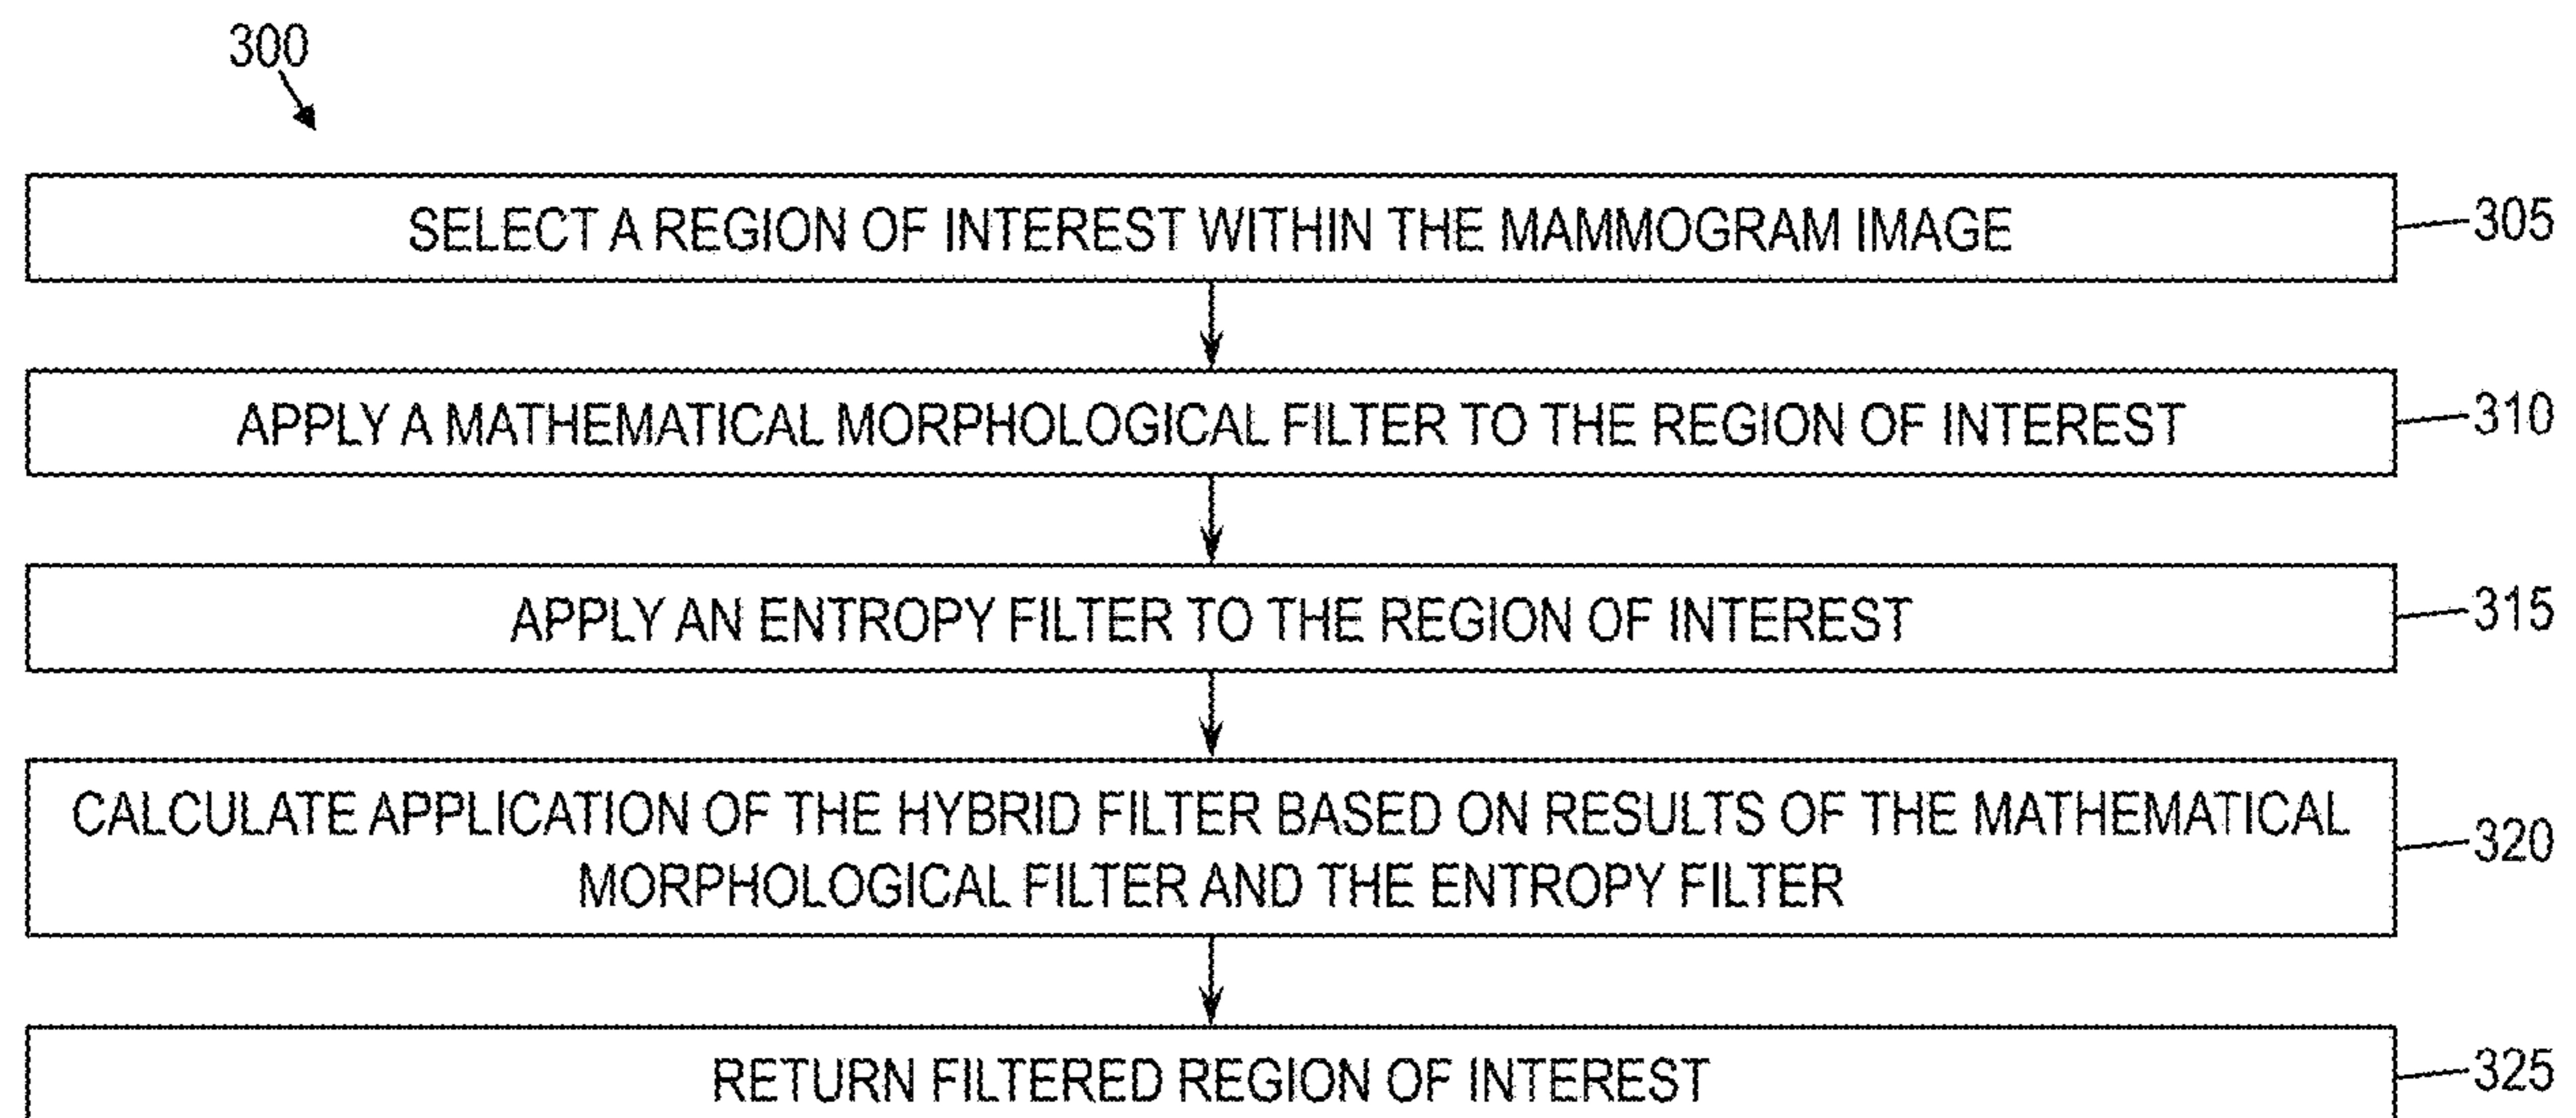 300
SELECT A REGION OF INTEREST WITHIN THE MAMMOGRAM IMAGE
305
APPLY A MATHEMATICAL MORPHOLOGICAL FILTER TO THE REGION OF INTEREST
310
APPLY AN ENTROPY FILTER TO THE REGION OF INTEREST
315
CALCULATE APPLICATION OF THE HYBRID FILTER BASED ON RESULTS OF THE MATHEMATICAL
MORPHOLOGICAL FILTER AND THE ENTROPY FILTER
320
RETURN FILTERED REGION OF INTEREST
325